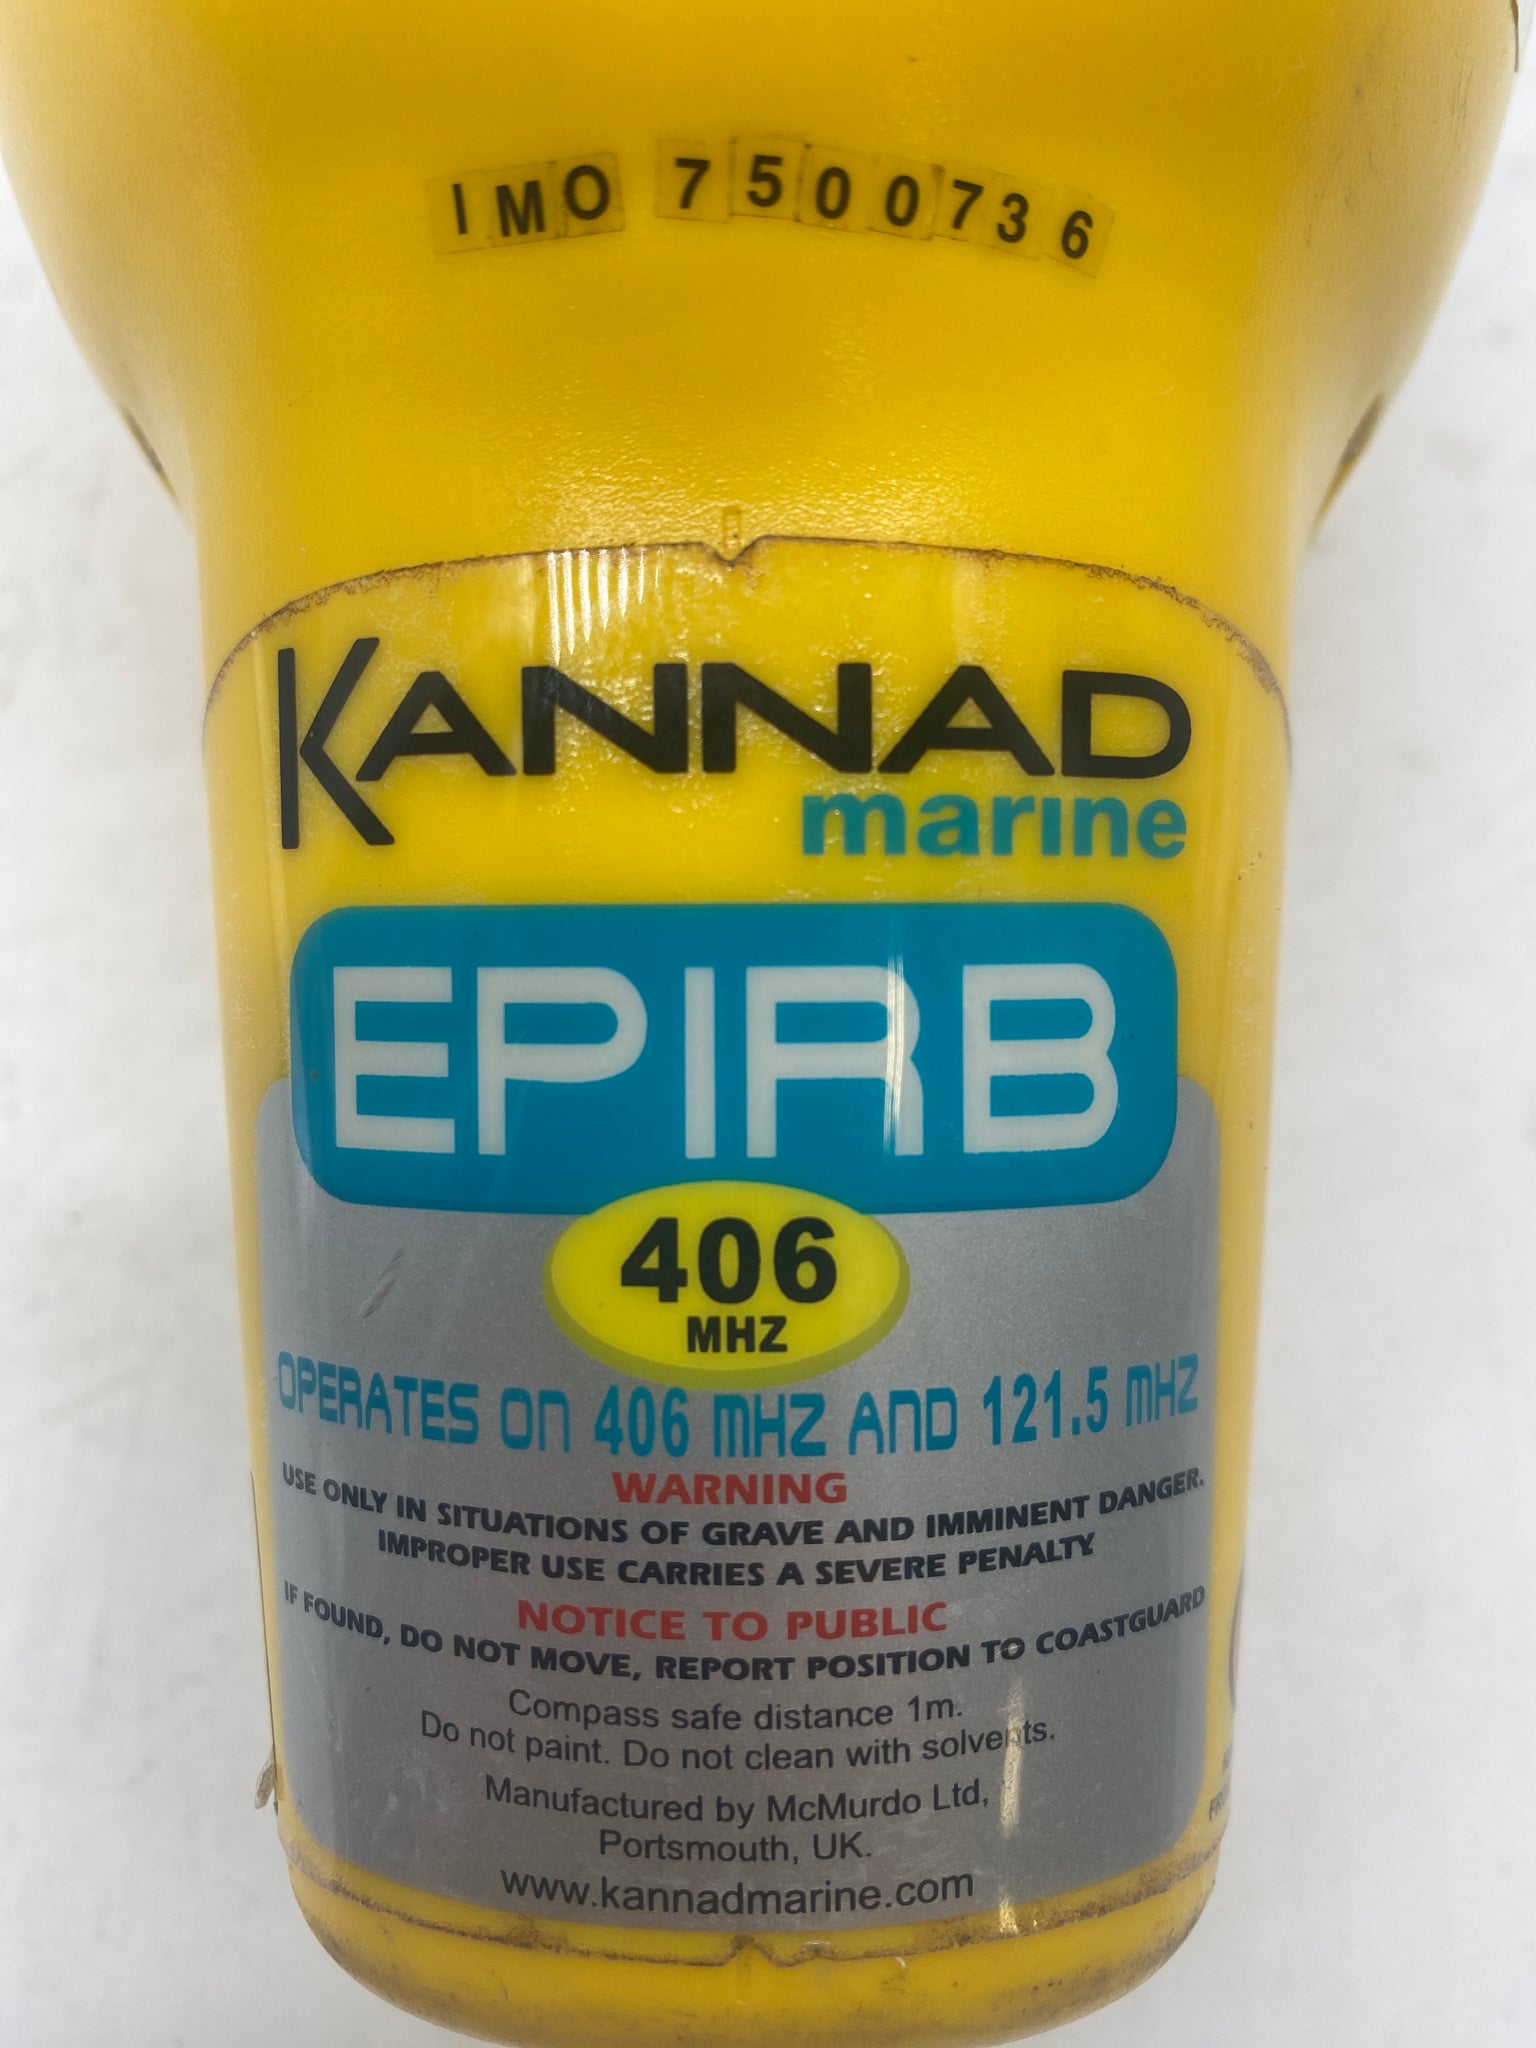 IMO 7500736
KANNAD
marine
EPIRB
406
MHZ
OPERATES ON 406 MHZ AND 121.5 MHZ
WARNING
USE ONLY IN SITUATIONS OF GRAVE AND IMMINENT DANGER.
IMPROPER USE CARRIES A SEVERE PENALTY
NOTICE TO PUBLIC
IF FOUND, DO NOT MOVE, REPORT POSITION TO COASTGUARD
Compass safe distance 1m.
Do not paint. Do not clean with solvents.
Manufactured by McMurdo Ltd,
Portsmouth, UK.
www.kannadmarine.com